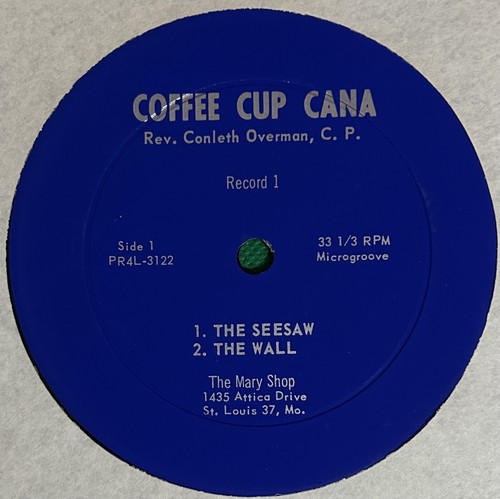 COFFEE CUP CANA
Rev. Conleth Overman, C. P.
Record 1
Side 1
PR4L-3122
33 1/3 RPM
Microgroove
1. THE SEESAW
2. THE WALL
The Mary Shop
1435 Attica Drive
St. Louis 37, Mo.